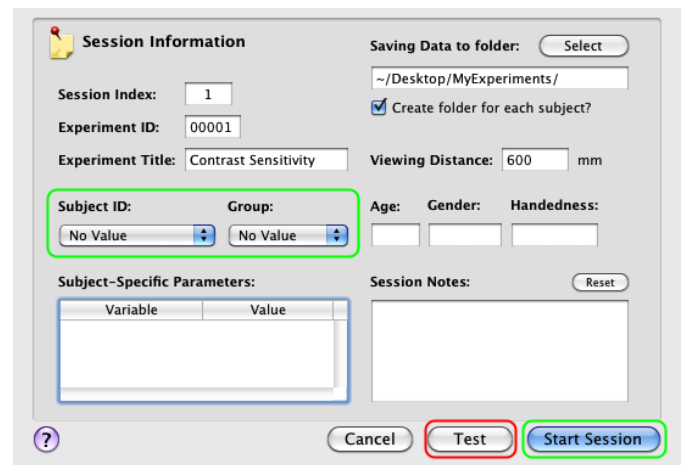 Session Information
Saving Data to folder: Select
~/Desktop/MyExperiments/
Session Index: 1
Create folder for each subject?
Experiment ID: 00001
Experiment Title: Contrast Sensitivity
Viewing Distance: 600 mm
Subject ID: Group:
Age: Gender: Handedness:
No Value No Value
Subject-Specific Parameters:
Session Notes: Reset
Variable Value
? Cancel Test Start Session